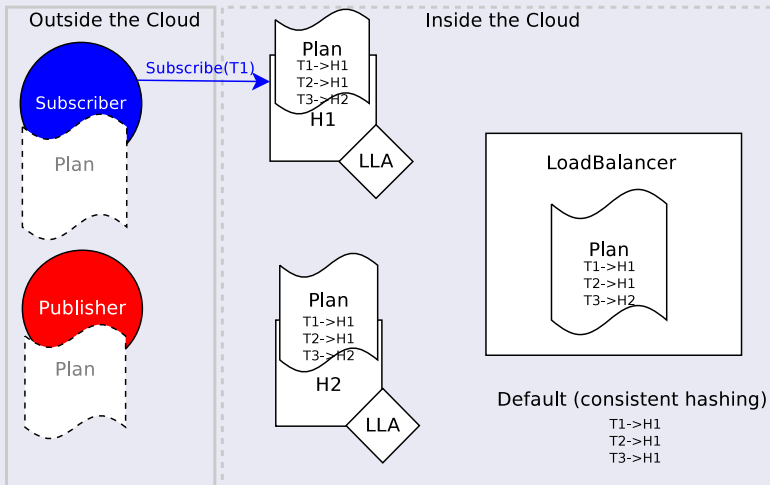 Outside the Cloud
Inside the Cloud
Subscriber
Plan
Subscribe(T1)
Plan
T1->H1
T2->H1
T3->H2
H1
LLA
Publisher
Plan
Plan
T1->H1
T2->H1
T3->H2
H2
LLA
LoadBalancer
Plan
T1->H1
T2->H1
T3->H2
Default (consistent hashing)
T1->H1
T2->H1
T3->H1